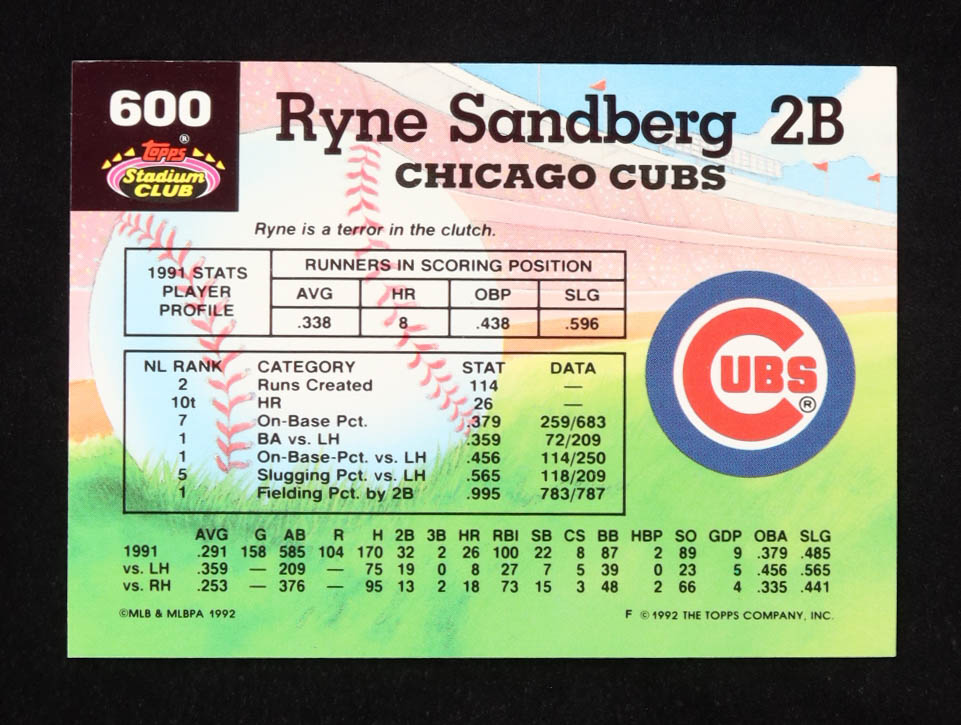 600
Topps®
Stadium
CLUB
Ryne Sandberg 2B
CHICAGO CUBS
Ryne is a terror in the clutch.
1991 STATS
PLAYER
PROFILE
RUNNERS IN SCORING POSITION
AVG HR OBP SLG
.338 8 .438 .596
NL RANK CATEGORY STAT DATA
2 Runs Created 114 —
10t HR 26 —
7 On-Base Pct. .379 259/683
1 BA vs. LH .359 72/209
1 On-Base-Pct. vs. LH .456 114/250
5 Slugging Pct. vs. LH .565 118/209
1 Fielding Pct. by 2B .995 783/787
CUBS®
AVG G AB R H 2B 3B HR RBI SB CS BB HBP SO GDP OBA SLG
1991 .291 158 585 104 170 32 2 26 100 22 8 87 2 89 9 .379 .485
vs. LH .359 — 209 — 75 19 0 8 27 7 5 39 0 23 5 .456 .565
vs. RH .253 — 376 — 95 13 2 18 73 15 3 48 2 66 4 .335 .441
©MLB & MLBPA 1992
F © 1992 THE TOPPS COMPANY, INC.